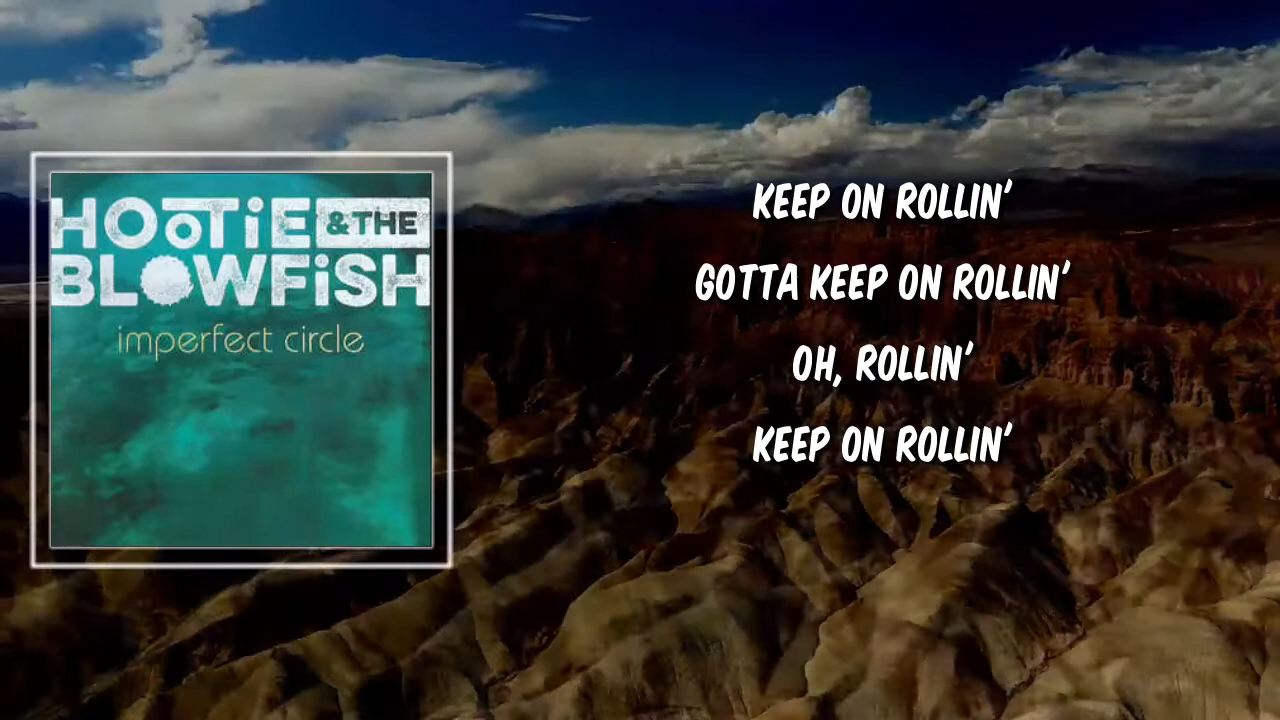 HOOTiE & THE
BLOWFiSH
imperfect circle
KEEP ON ROLLIN'
GOTTA KEEP ON ROLLIN'
OH, ROLLIN'
KEEP ON ROLLIN'